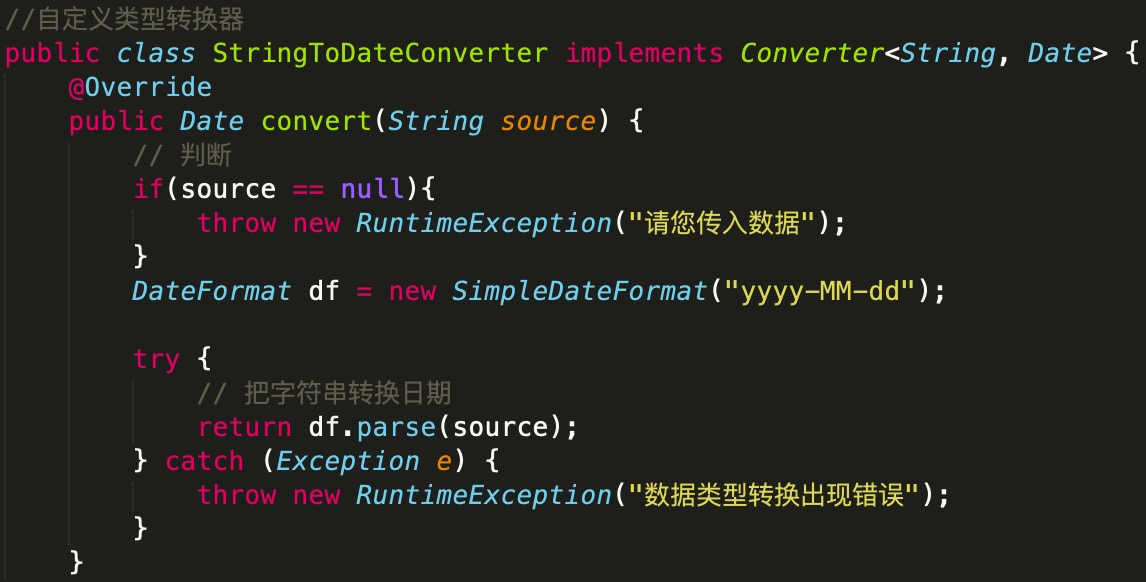 //自定义类型转换器
public class StringToDateConverter implements Converter<String, Date> {
    @Override
    public Date convert(String source) {
        // 判断
        if(source == null){
            throw new RuntimeException("请您传入数据");
        }
        DateFormat df = new SimpleDateFormat("yyyy-MM-dd");

        try {
            // 把字符串转换日期
            return df.parse(source);
        } catch (Exception e) {
            throw new RuntimeException("数据类型转换出现错误");
        }
    }